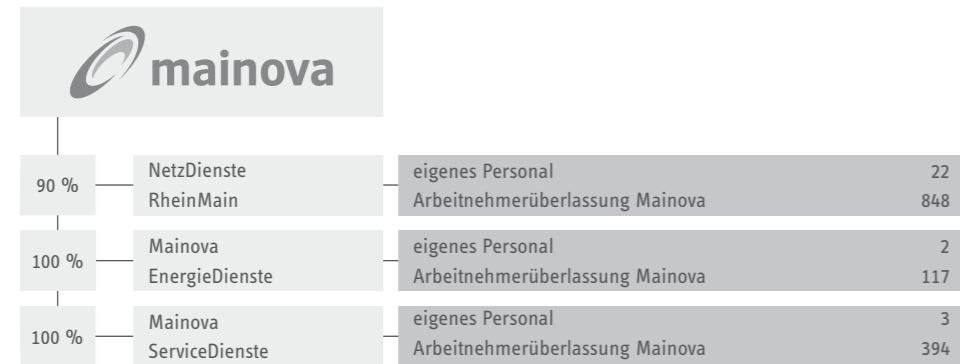 mainova
90 %
NetzDienste
RheinMain
eigenes Personal 22
Arbeitnehmerüberlassung Mainova 848
100 %
Mainova
EnergieDienste
eigenes Personal 2
Arbeitnehmerüberlassung Mainova 117
100 %
Mainova
ServiceDienste
eigenes Personal 3
Arbeitnehmerüberlassung Mainova 394